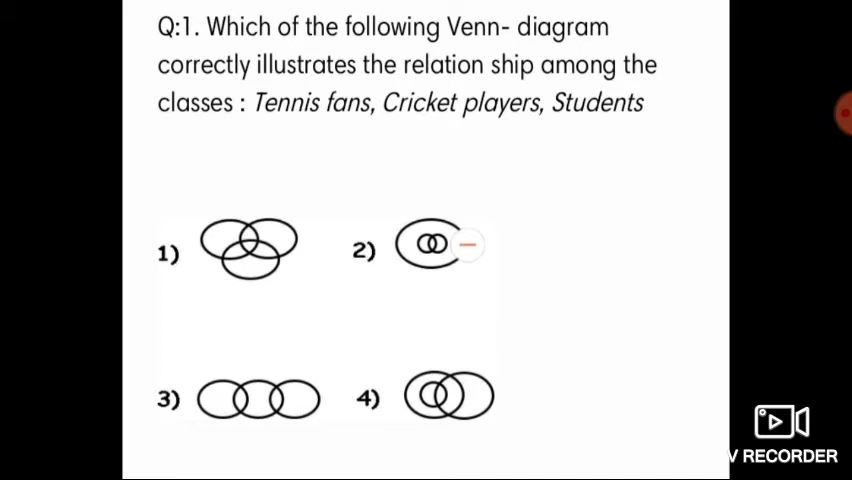 Q:1. Which of the following Venn- diagram
correctly illustrates the relation ship among the
classes : Tennis fans, Cricket players, Students
1)
2)
3)
4)
V RECORDER